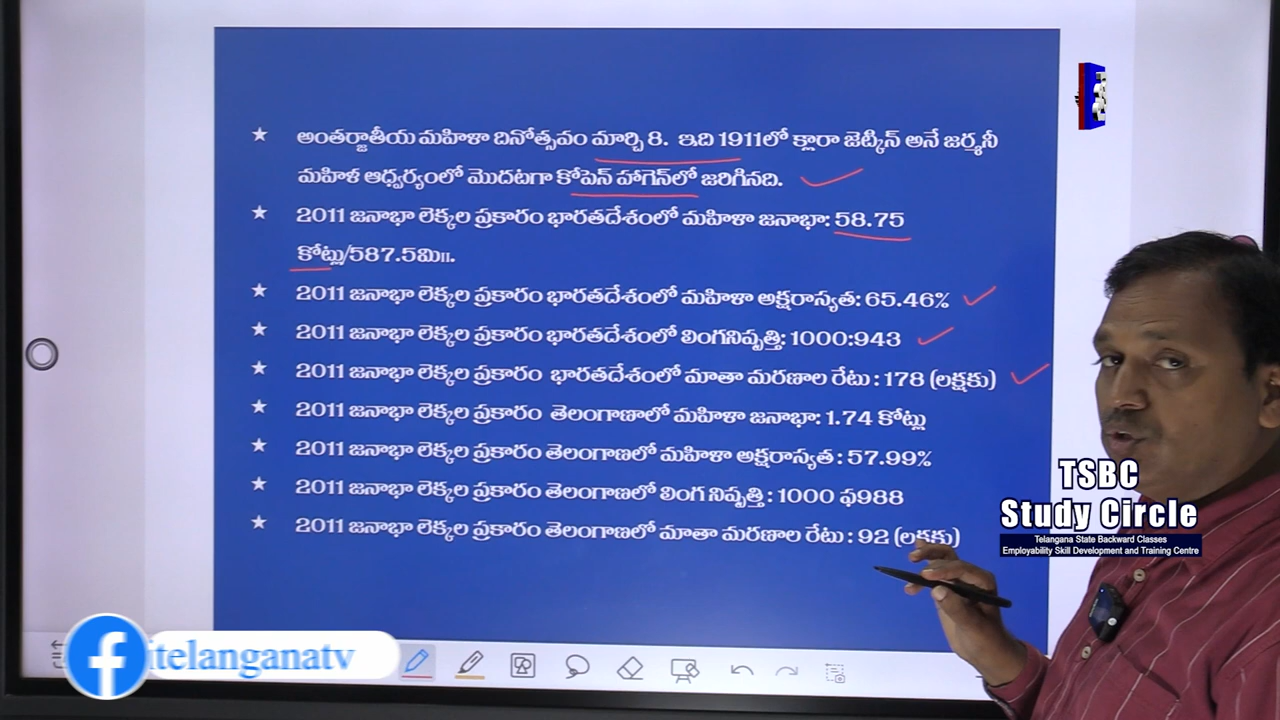 ★ అంతర్జాతీయ మహిళా దినోత్సవం మార్చి 8. ఇది 1911లో క్లారా జెట్కిన్ అనే జర్మనీ
మహిళ ఆధ్వర్యంలో మొదటగా కోపెన్ హాగెన్‌లో జరిగినది.
★ 2011 జనాభా లెక్కల ప్రకారం భారతదేశంలో మహిళా జనాభా: 58.75
కోట్లు/587.5మి॥.
★ 2011 జనాభా లెక్కల ప్రకారం భారతదేశంలో మహిళా అక్షరాస్యత: 65.46%
★ 2011 జనాభా లెక్కల ప్రకారం భారతదేశంలో లింగనిష్పత్తి: 1000:943
★ 2011 జనాభా లెక్కల ప్రకారం భారతదేశంలో మాతా మరణాల రేటు : 178 (లక్షకు)
★ 2011 జనాభా లెక్కల ప్రకారం తెలంగాణాలో మహిళా జనాభా: 1.74 కోట్లు
★ 2011 జనాభా లెక్కల ప్రకారం తెలంగాణలో మహిళా అక్షరాస్యత : 57.99%
★ 2011 జనాభా లెక్కల ప్రకారం తెలంగాణలో లింగ నిష్పత్తి : 1000 ఫ988
★ 2011 జనాభా లెక్కల ప్రకారం తెలంగాణలో మాతా మరణాల రేటు : 92 (లక్షకు)
TSBC
Study Circle
Telangana State Backward Classes
Employability Skill Development and Training Centre
itelanganatv